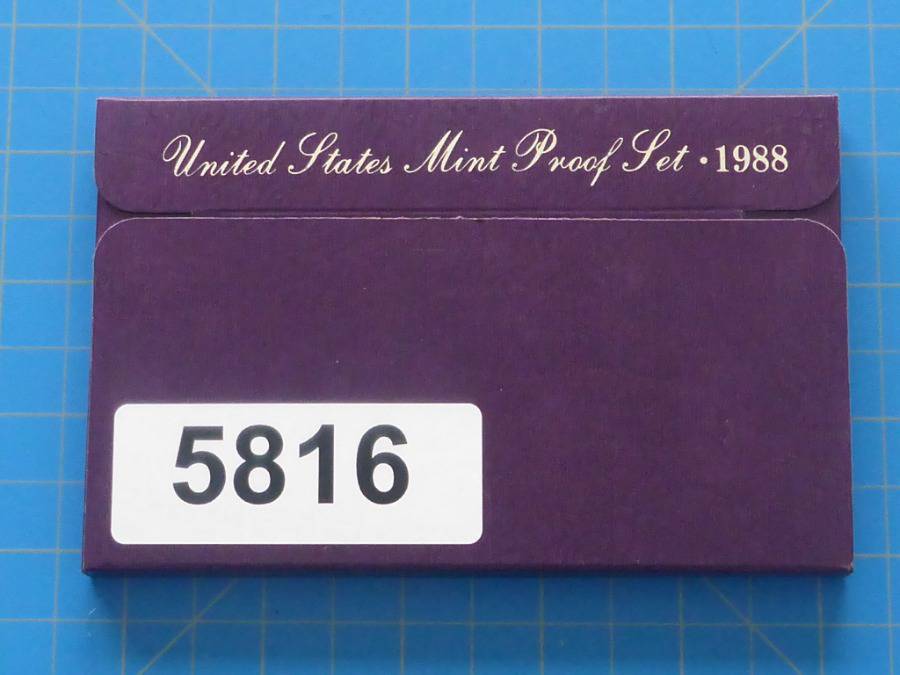 United States Mint Proof Set • 1988
5816